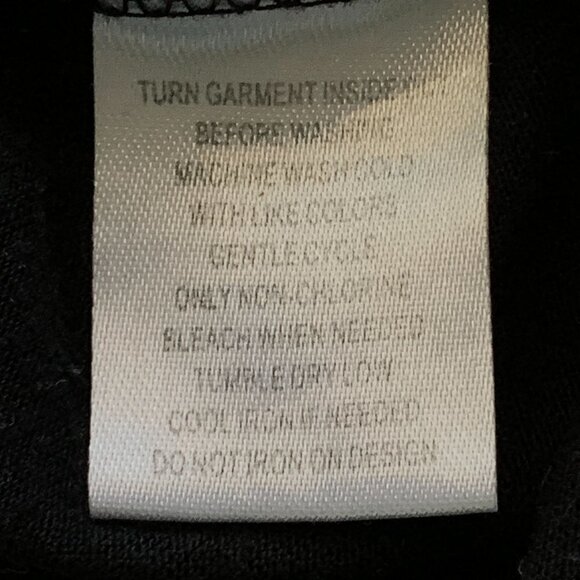 TURN GARMENT INSIDE OUT
BEFORE WASHING
MACHINE WASH COLD
WITH LIKE COLORS
GENTLE CYCLE
ONLY NON-CHLORINE
BLEACH WHEN NEEDED
TUMBLE DRY LOW
COOL IRON IF NEEDED
DO NOT IRON ON DESIGN